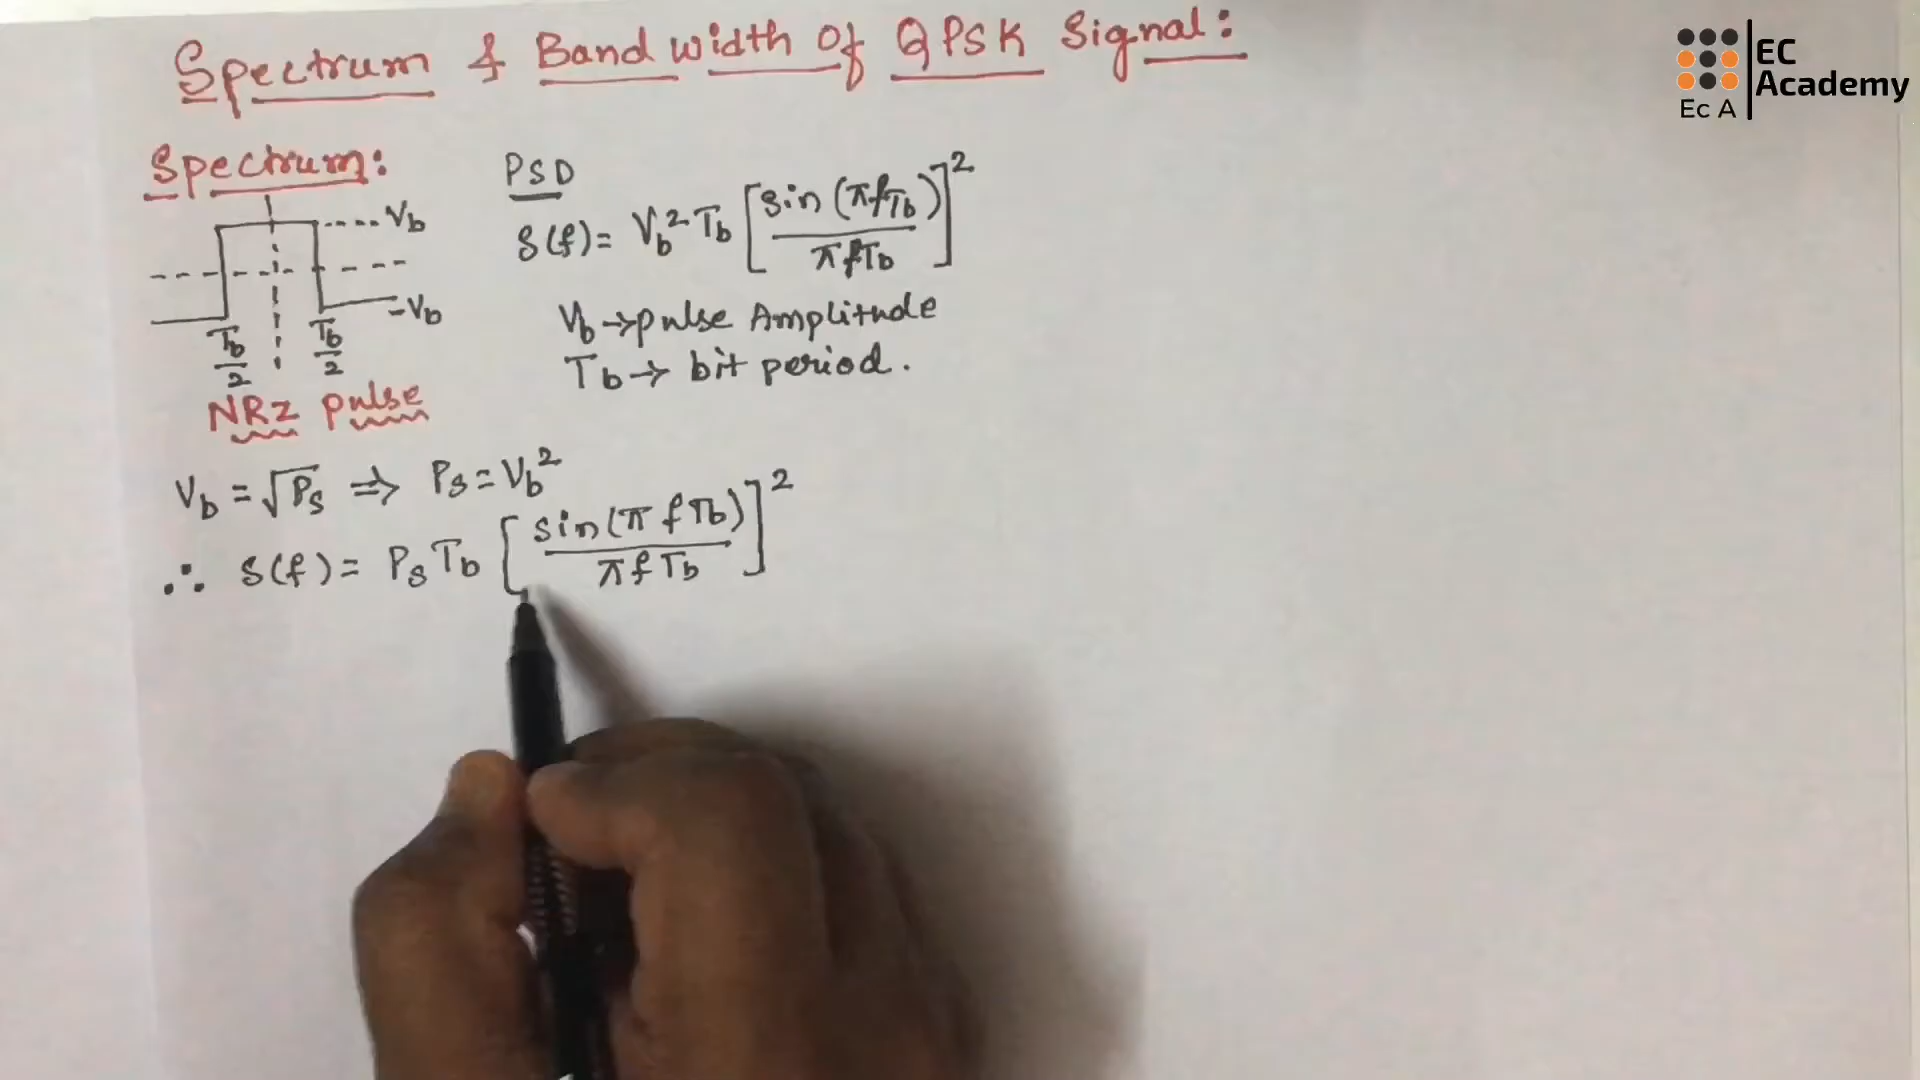 Spectrum & Bandwidth Of QPSK Signal:
EC
Academy
Ec A
Spectrum:
Vb
-Vb
Tb/2 Tb/2
NRZ pulse
PSD
S(f) = Vb² Tb [sin (πfTb) / πfTb]²
Vb → pulse Amplitude
Tb → bit period.
Vb = √Ps ⇒ Ps = Vb²
∴ S(f) = Ps Tb [sin(πfTb) / πfTb]²